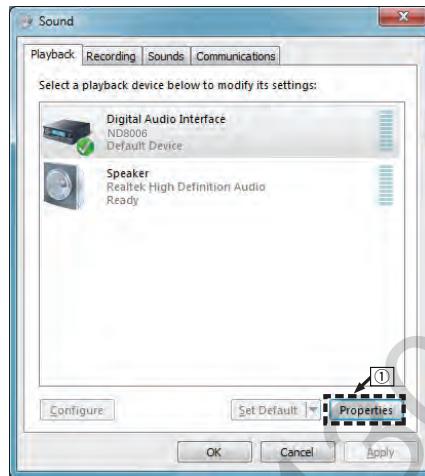 Sound
Playback Recording Sounds Communications
Select a playback device below to modify its settings:
Digital Audio Interface
ND8006
Default Device
Speaker
Realtek High Definition Audio
Ready
①
Configure Set Default Properties
OK Cancel Apply